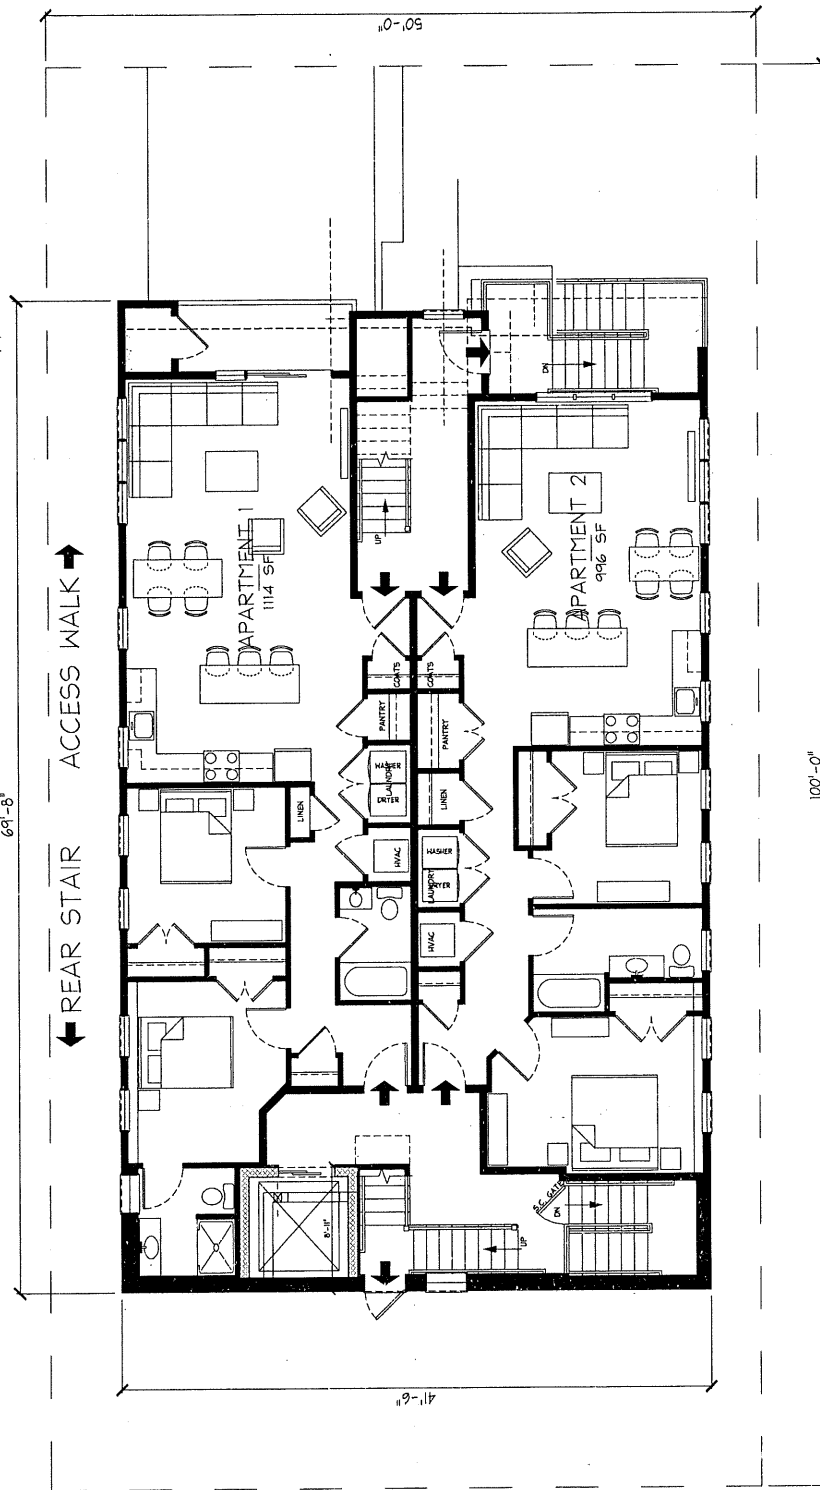 50'-0"
UP
DN
APARTMENT 1
1114 SF
APARTMENT 2
996 SF
COATS
COATS
PANTRY
PANTRY
WASHER
LAUNDRY
DRYER
LINEN
LINEN
HVAC
WASHER
LAUNDRY
DRYER
HVAC
REAR STAIR ACCESS WALK
69'-8"
100'-0"
8'-11"
S.C. GATE
DN
UP
41'-6"